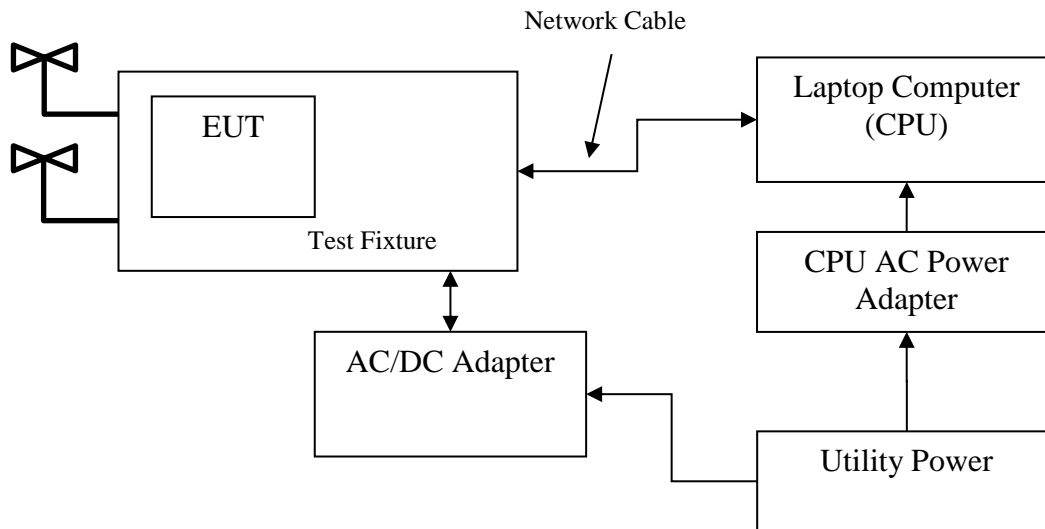 Network Cable
Laptop Computer
(CPU)
EUT
Test Fixture
CPU AC Power
Adapter
AC/DC Adapter
Utility Power